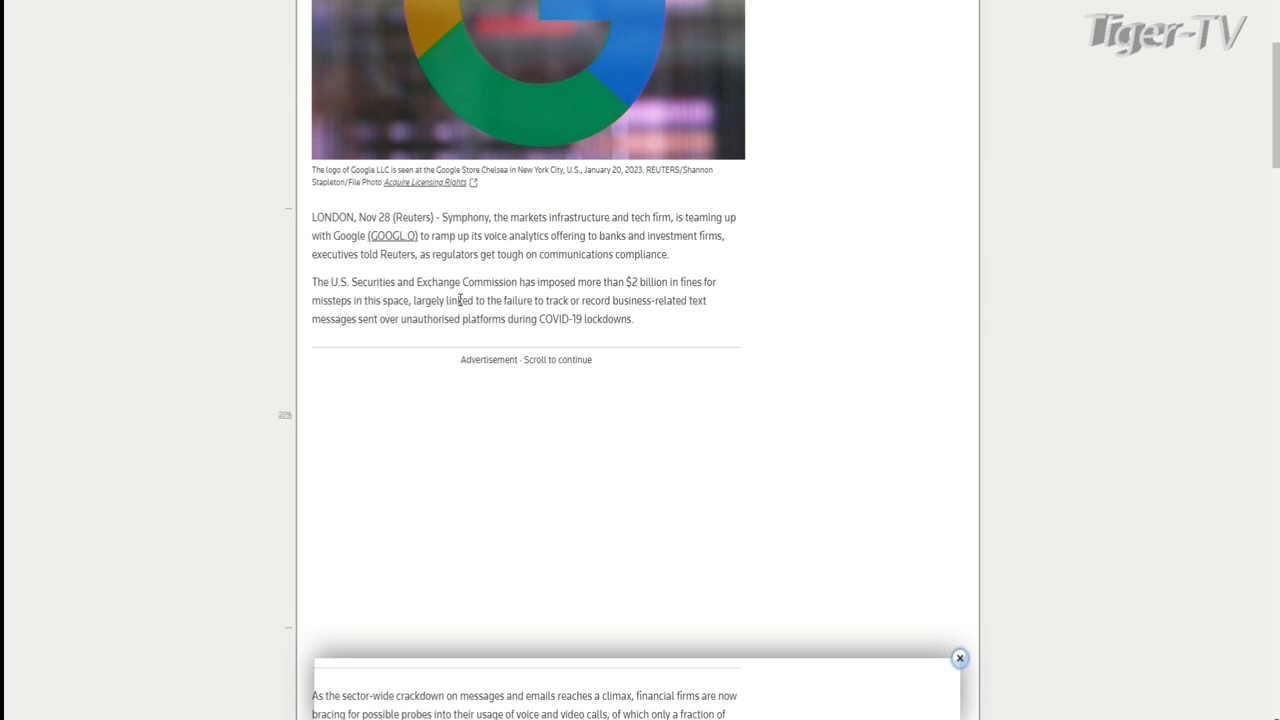 Tiger-TV
The logo of Google LLC is seen at the Google Store Chelsea in New York City, U.S., January 20, 2023. REUTERS/Shannon
Stapleton/File Photo Acquire Licensing Rights
LONDON, Nov 28 (Reuters) - Symphony, the markets infrastructure and tech firm, is teaming up
with Google (GOOGL.O) to ramp up its voice analytics offering to banks and investment firms,
executives told Reuters, as regulators get tough on communications compliance.
The U.S. Securities and Exchange Commission has imposed more than $2 billion in fines for
missteps in this space, largely linked to the failure to track or record business-related text
messages sent over unauthorised platforms during COVID-19 lockdowns.
Advertisement · Scroll to continue
20%
As the sector-wide crackdown on messages and emails reaches a climax, financial firms are now
bracing for possible probes into their usage of voice and video calls, of which only a fraction of